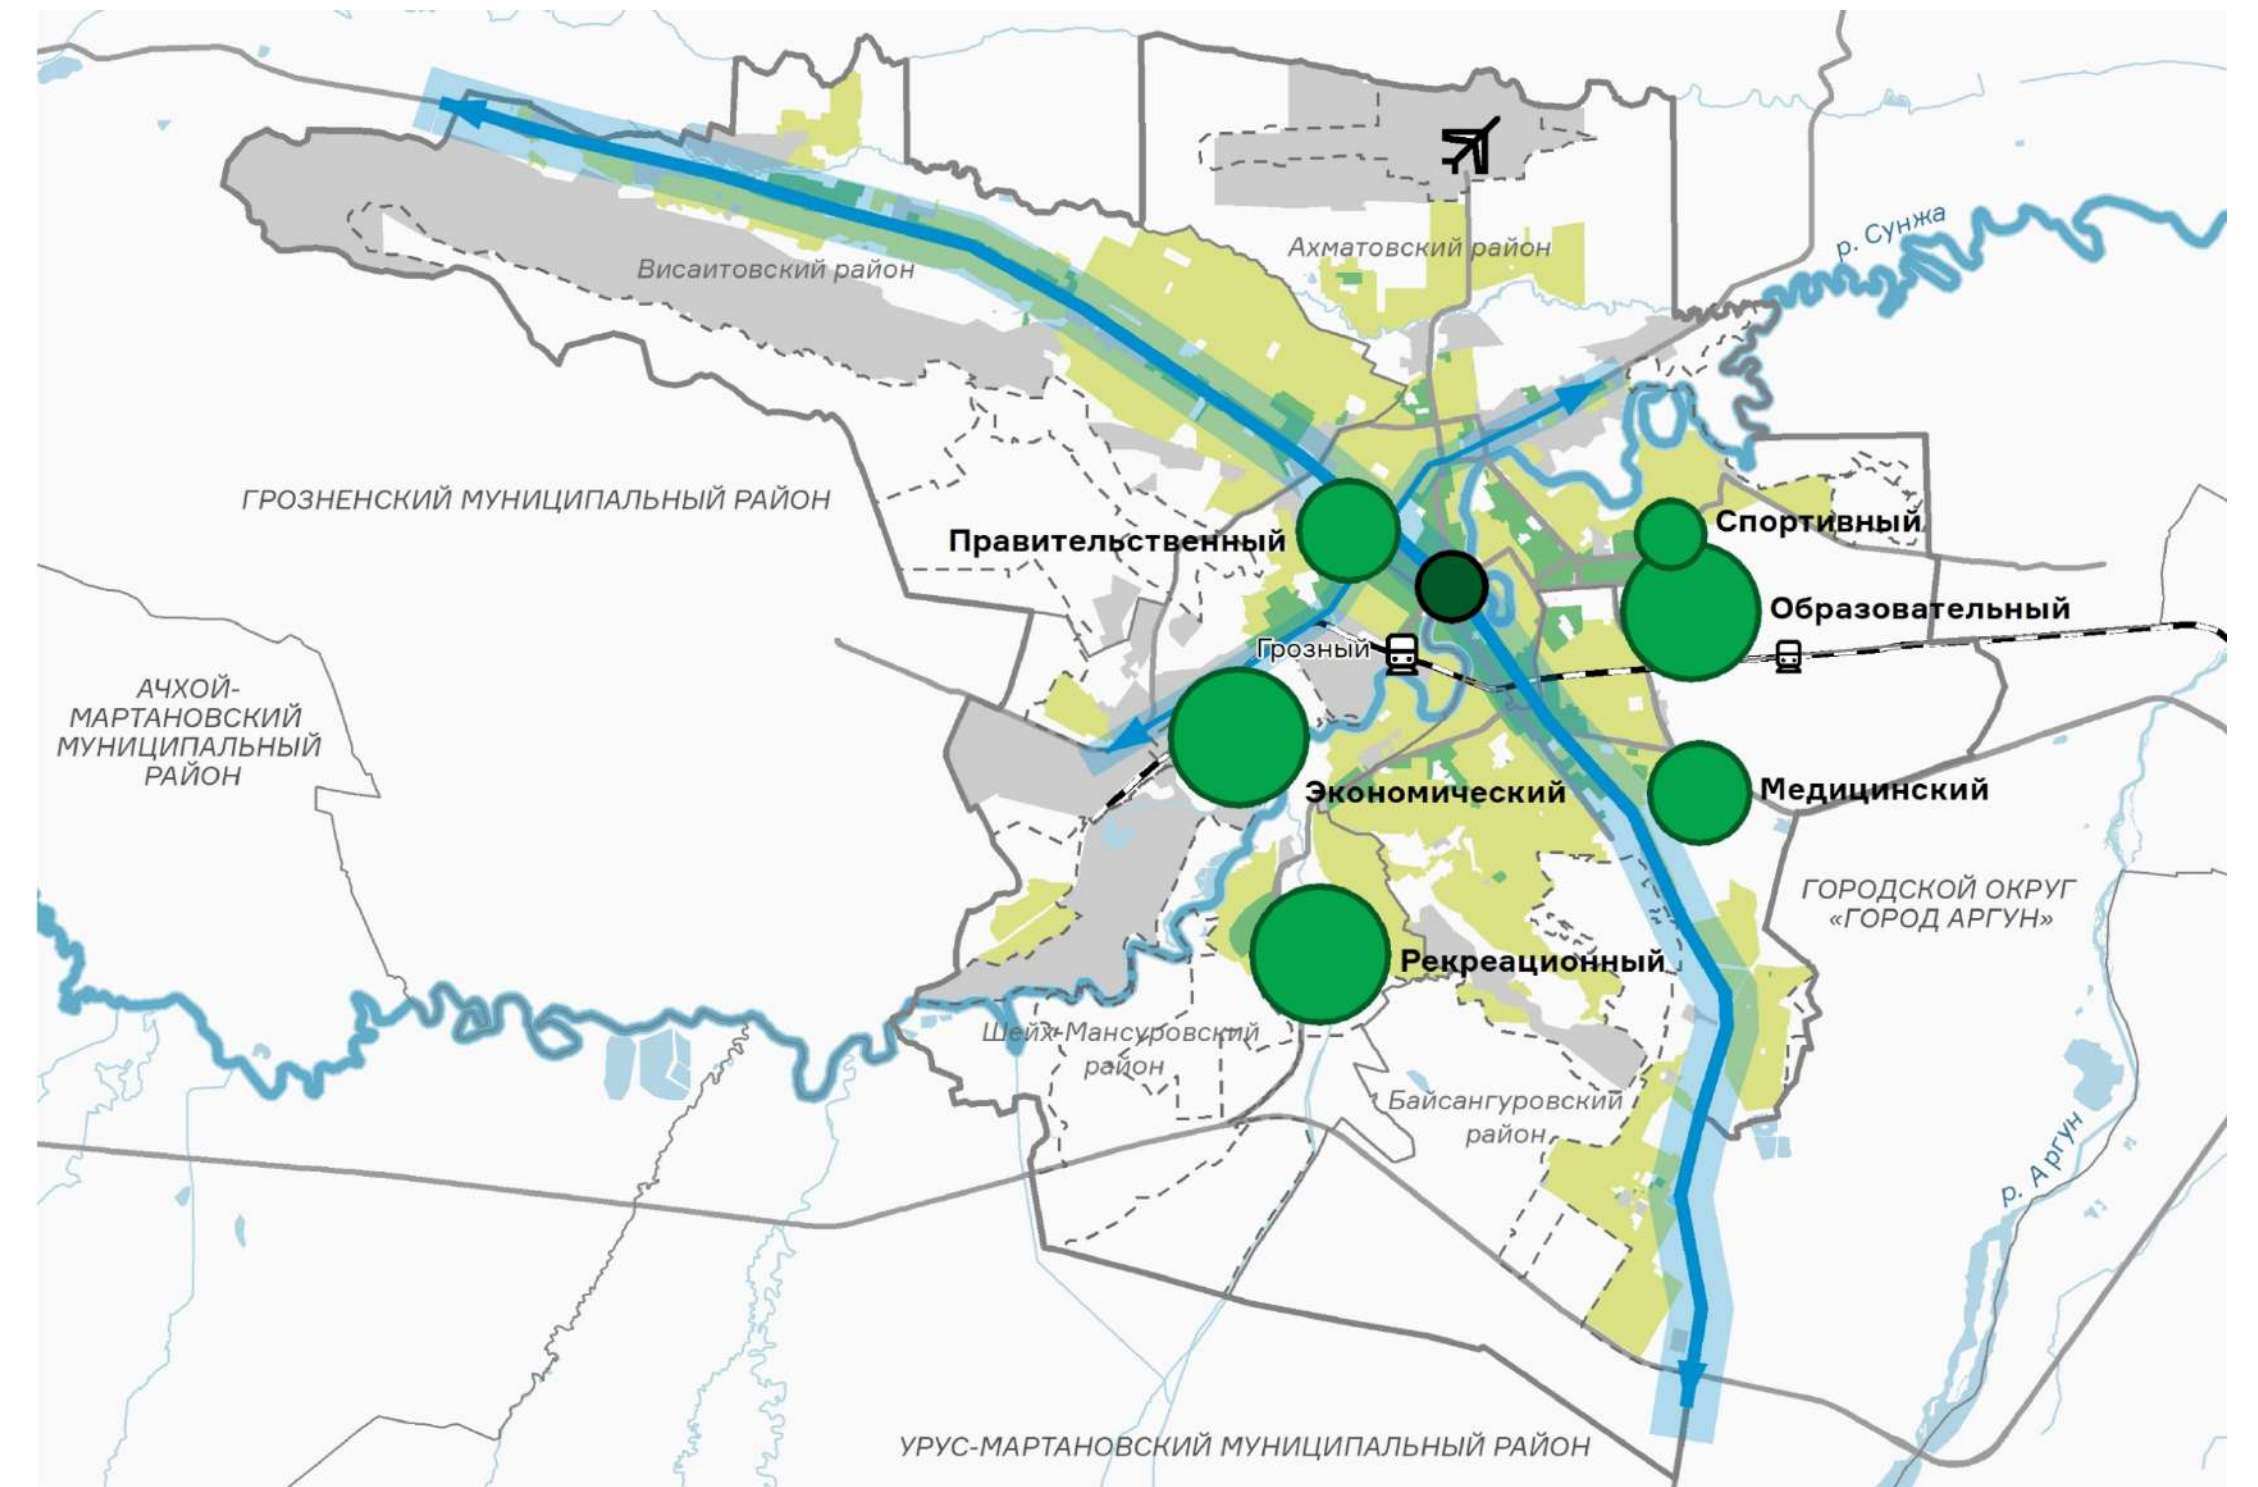 р. Сунжа
Ахматовский район
Висаитовский район
ГРОЗНЕНСКИЙ МУНИЦИПАЛЬНЫЙ РАЙОН
Правительственный
Спортивный
Образовательный
Грозный
АЧХОЙ-
МАРТАНОВСКИЙ
МУНИЦИПАЛЬНЫЙ
РАЙОН
Экономический
Медицинский
ГОРОДСКОЙ ОКРУГ
«ГОРОД АРГУН»
Рекреационный
Шейх-Мансуровский
район
Байсангуровский
район
р. Аргун
УРУС-МАРТАНОВСКИЙ МУНИЦИПАЛЬНЫЙ РАЙОН